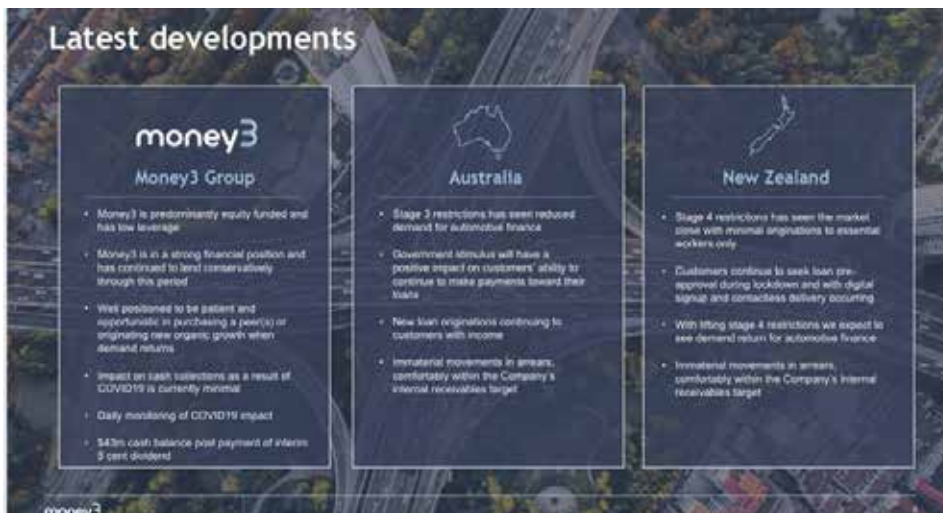 Latest developments
money3
Money3 Group
• Money3 is predominantly equity funded and
has low leverage
• Money3 is in a strong financial position and
has continued to lend conservatively
through this period
• Well positioned to be patient and
opportunistic in purchasing a peer(s) or
originating new organic growth when
demand returns
• Impact on cash collections as a result of
COVID19 is currently minimal
• Daily monitoring of COVID19 impact
• $43m cash balance post payment of interim
5 cent dividend
Australia
• Stage 3 restrictions has seen reduced
demand for automotive finance
• Government stimulus will have a
positive impact on customers' ability to
continue to make payments toward their
loans
• New loan originations continuing to
customers with income
• Immaterial movements in arrears,
comfortably within the Company's
internal receivables target
New Zealand
• Stage 4 restrictions has seen the market
close with minimal originations to essential
workers only
• Customers continue to seek loan pre-
approval during lockdown and with digital
signup and contactless delivery occurring
• With lifting stage 4 restrictions we expect to
see demand return for automotive finance
• Immaterial movements in arrears,
comfortably within the Company's internal
receivables target
money3